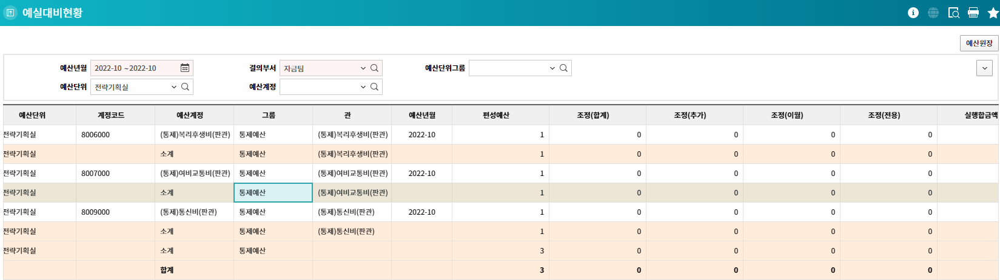 예실대비현황
예산원장
예산년월 2022-10 ~2022-10 결의부서 자금팀 예산단위그룹
예산단위 전략기획실 예산계정
예산단위 계정코드 예산계정 그룹 관 예산년월 편성예산 조정(합계) 조정(추가) 조정(이월) 조정(전용) 실행합금액
전략기획실 8006000 (통제)복리후생비(판관) 통제예산 (통제)복리후생비(판관) 2022-10 1 0 0 0 0
전략기획실 소계 통제예산 (통제)복리후생비(판관) 1 0 0 0 0
전략기획실 8007000 (통제)여비교통비(판관) 통제예산 (통제)여비교통비(판관) 2022-10 1 0 0 0 0
전략기획실 소계 통제예산 (통제)여비교통비(판관) 1 0 0 0 0
전략기획실 8009000 (통제)통신비(판관) 통제예산 (통제)통신비(판관) 2022-10 1 0 0 0 0
전략기획실 소계 통제예산 (통제)통신비(판관) 1 0 0 0 0
전략기획실 소계 통제예산 3 0 0 0 0
합계 3 0 0 0 0